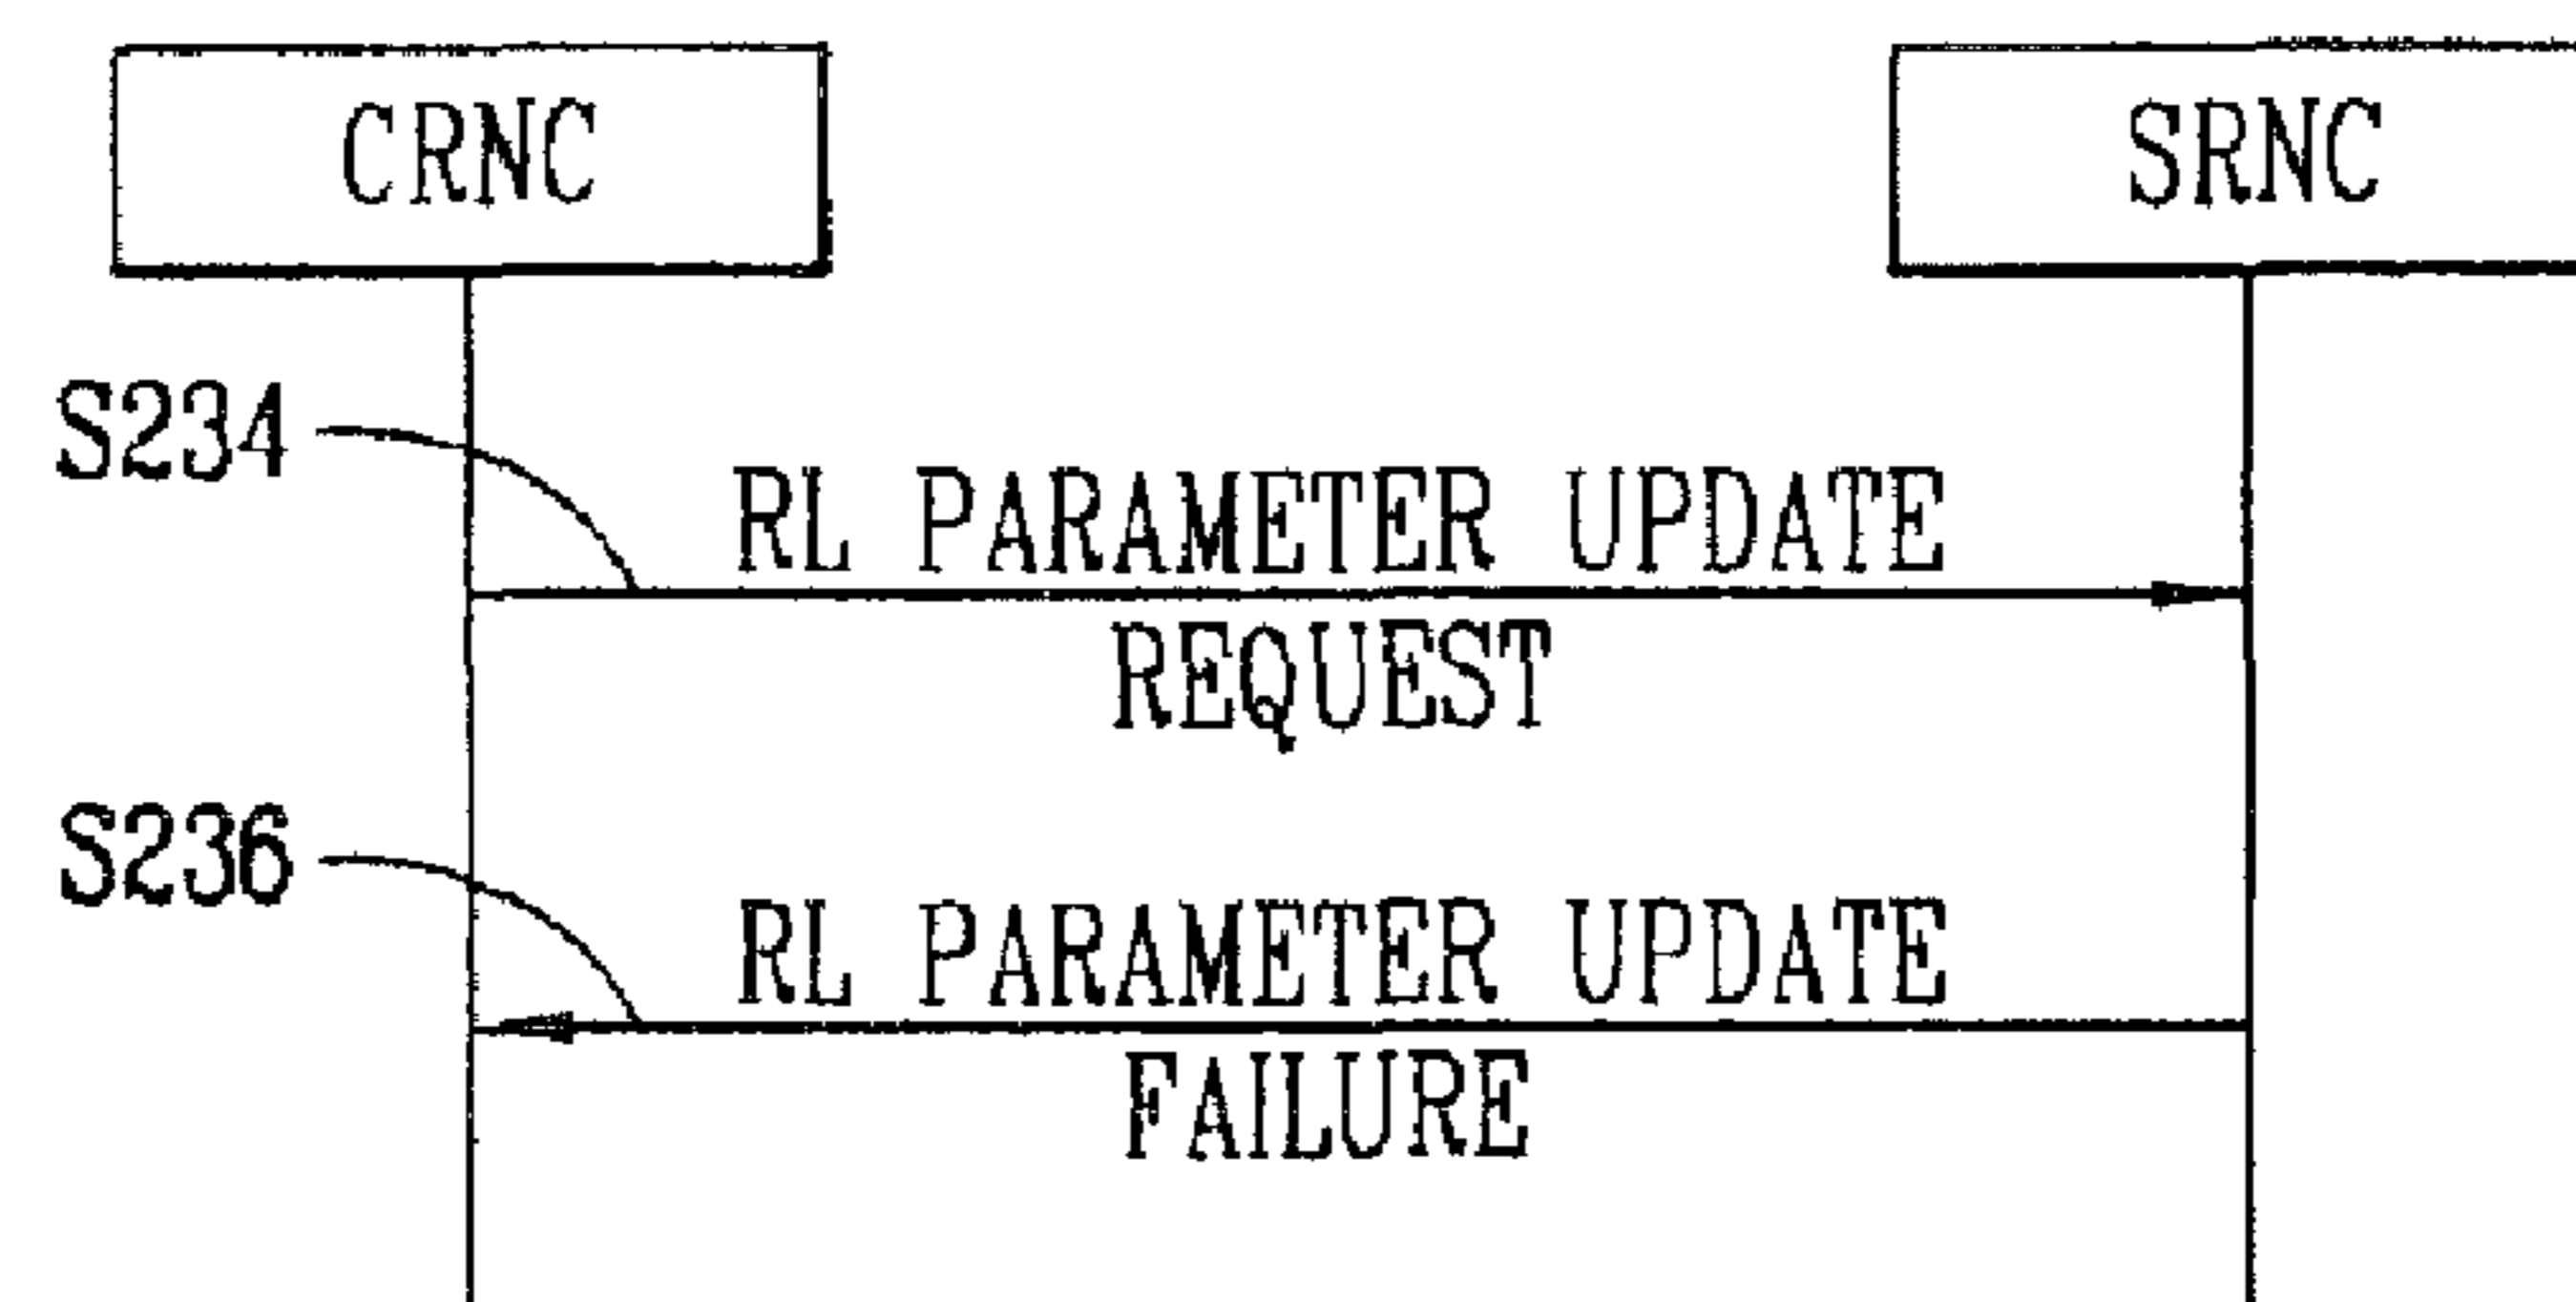 CRNC
SRNC
S234
RL PARAMETER UPDATE
REQUEST
S236
RL PARAMETER UPDATE
FAILURE